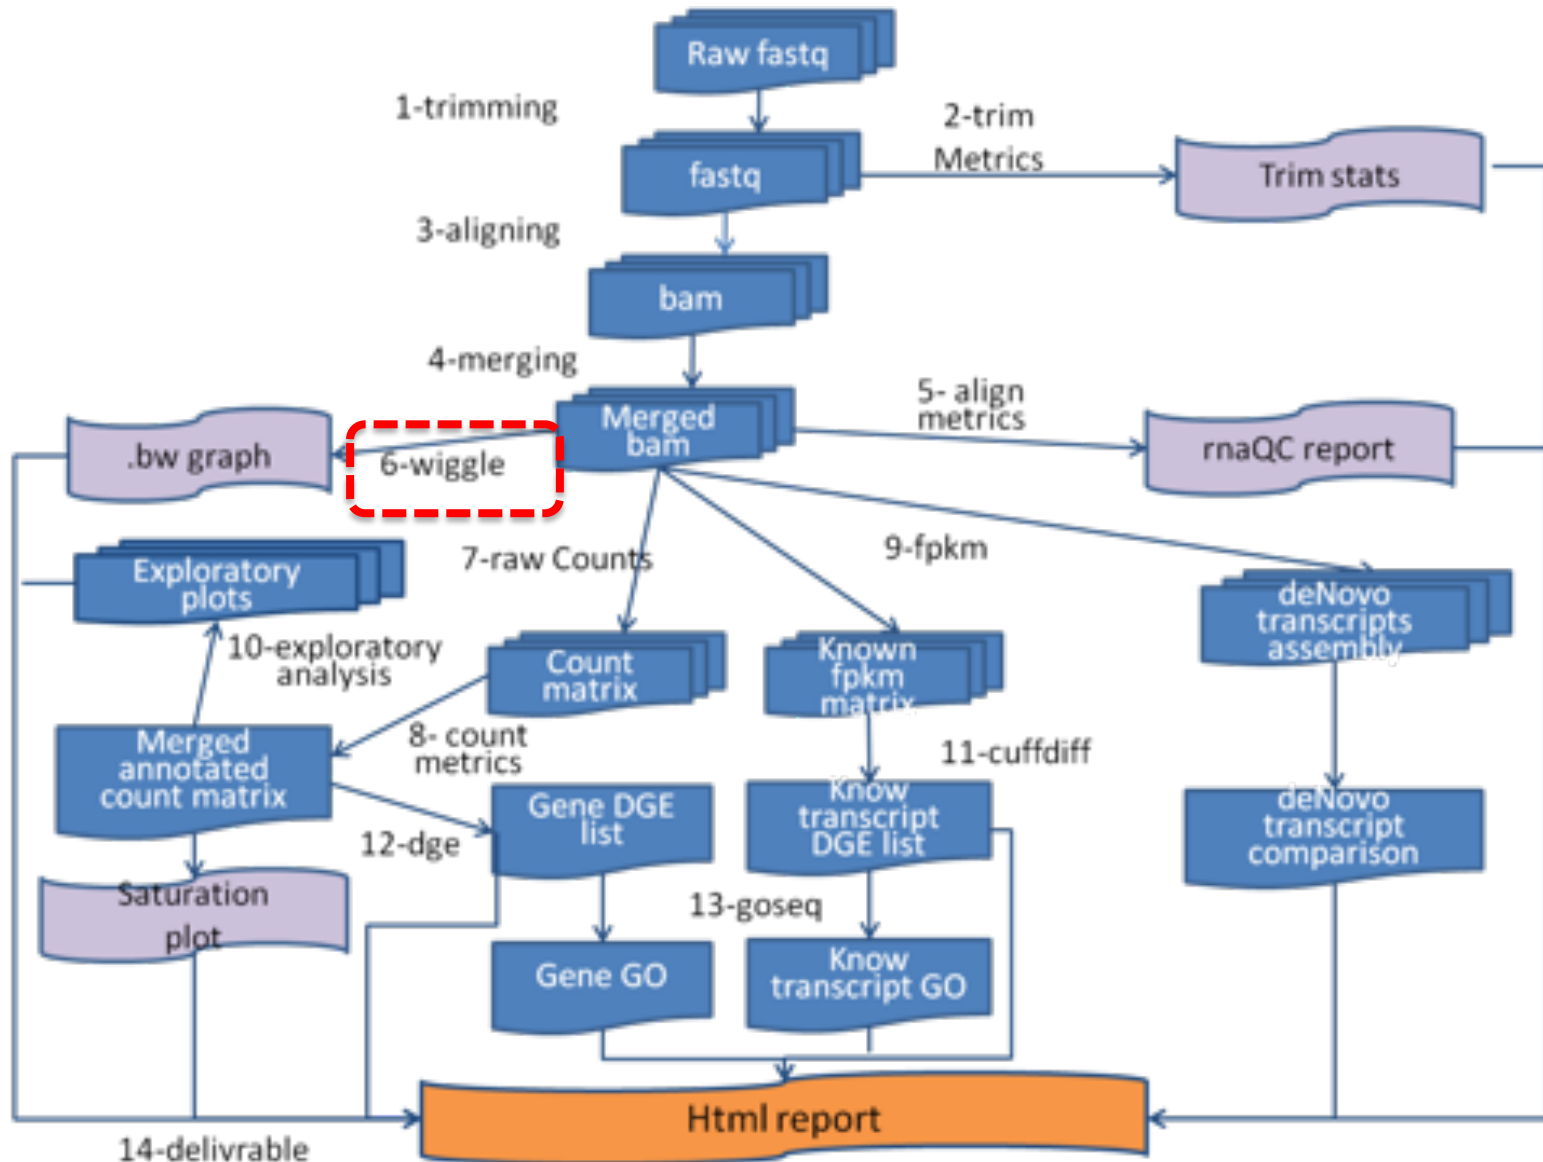 Raw fastq
1-trimming
2-trim
Metrics
fastq
Trim stats
3-aligning
bam
4-merging
5- align
metrics
Merged
bam
.bw graph
6-wiggle
rnaQC report
7-raw Counts
9-fpkm
Exploratory
plots
deNovo
transcripts
assembly
10-exploratory
analysis
Count
matrix
Known
fpkm
matrix
Merged
annotated
count matrix
8- count
metrics
11-cuffdiff
Gene DGE
list
Know
transcript
DGE list
deNovo
transcript
comparison
12-dge
Saturation
plot
13-goseq
Gene GO
Know
transcript GO
Html report
14-delivrable